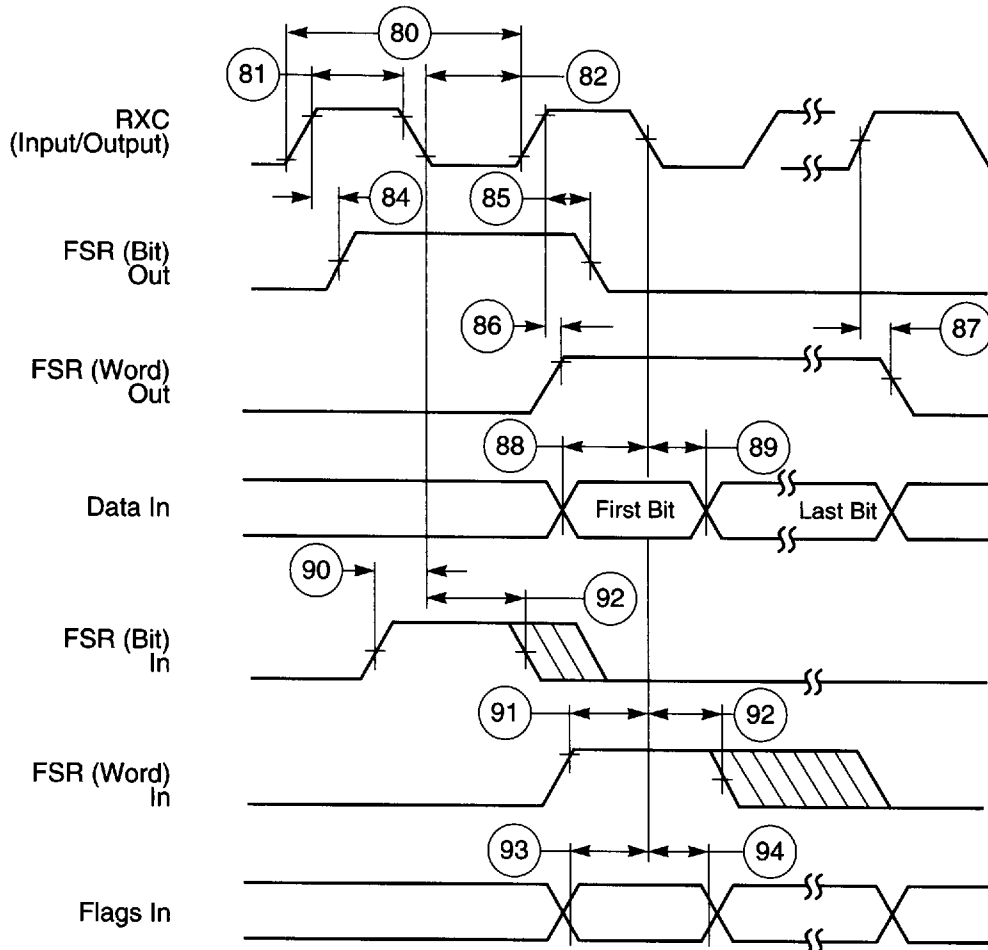 80
81
82
RXC
(Input/Output)
84
85
FSR (Bit)
Out
86
87
FSR (Word)
Out
88
89
Data In
First Bit
Last Bit
90
92
FSR (Bit)
In
91
92
FSR (Word)
In
93
94
Flags In